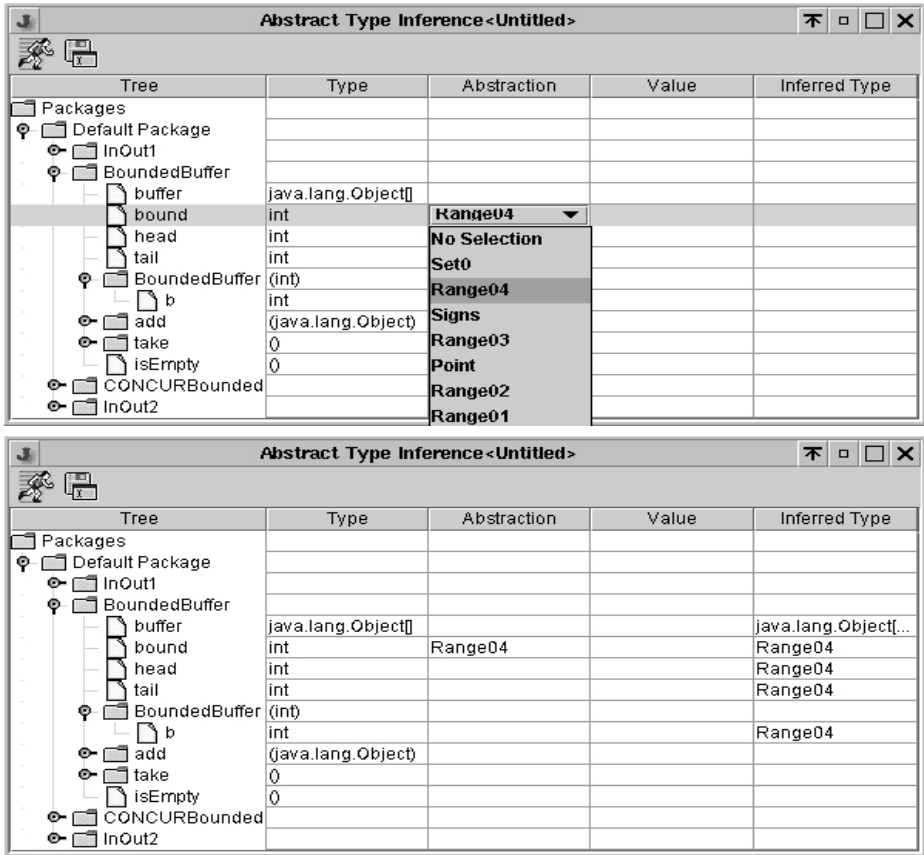 Abstract Type Inference<Untitled>
Tree Type Abstraction Value Inferred Type
Packages
Default Package
InOut1
BoundedBuffer
buffer java.lang.Object[]
bound int Range04
head int No Selection
tail int Set0
BoundedBuffer (int) Range04
b int Signs
add (java.lang.Object) Range03
take () Point
isEmpty () Range02
CONCURBounded Range01
InOut2
Abstract Type Inference<Untitled>
Tree Type Abstraction Value Inferred Type
Packages
Default Package
InOut1
BoundedBuffer
buffer java.lang.Object[] java.lang.Object[...
bound int Range04 Range04
head int Range04
tail int Range04
BoundedBuffer (int)
b int Range04
add (java.lang.Object)
take ()
isEmpty ()
CONCURBounded
InOut2